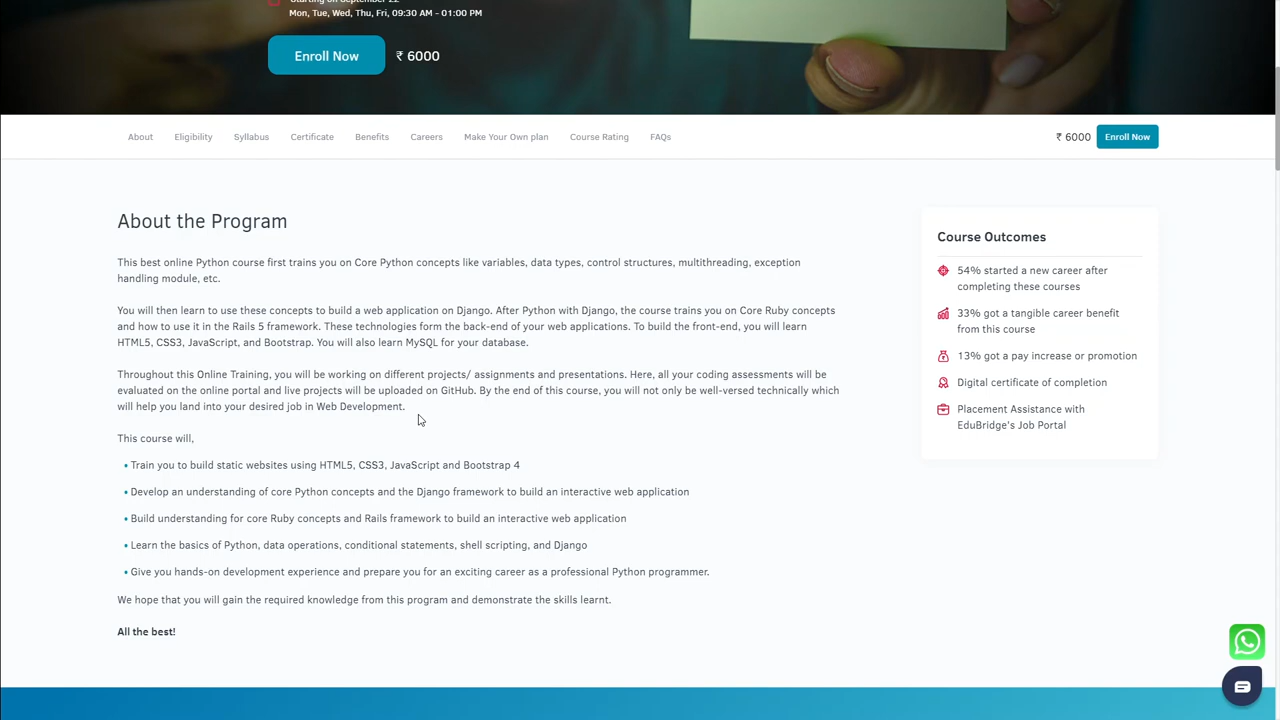 Starting on September 22
Mon, Tue, Wed, Thu, Fri, 09:30 AM - 01:00 PM
Enroll Now
₹ 6000
About
Eligibility
Syllabus
Certificate
Benefits
Careers
Make Your Own plan
Course Rating
FAQs
₹ 6000
Enroll Now
About the Program
This best online Python course first trains you on Core Python concepts like variables, data types, control structures, multithreading, exception
handling module, etc.
You will then learn to use these concepts to build a web application on Django. After Python with Django, the course trains you on Core Ruby concepts
and how to use it in the Rails 5 framework. These technologies form the back-end of your web applications. To build the front-end, you will learn
HTML5, CSS3, JavaScript, and Bootstrap. You will also learn MySQL for your database.
Throughout this Online Training, you will be working on different projects/ assignments and presentations. Here, all your coding assessments will be
evaluated on the online portal and live projects will be uploaded on GitHub. By the end of this course, you will not only be well-versed technically which
will help you land into your desired job in Web Development.
This course will,
• Train you to build static websites using HTML5, CSS3, JavaScript and Bootstrap 4
• Develop an understanding of core Python concepts and the Django framework to build an interactive web application
• Build understanding for core Ruby concepts and Rails framework to build an interactive web application
• Learn the basics of Python, data operations, conditional statements, shell scripting, and Django
• Give you hands-on development experience and prepare you for an exciting career as a professional Python programmer.
We hope that you will gain the required knowledge from this program and demonstrate the skills learnt.
All the best!
Course Outcomes
54% started a new career after
completing these courses
33% got a tangible career benefit
from this course
13% got a pay increase or promotion
Digital certificate of completion
Placement Assistance with
EduBridge's Job Portal